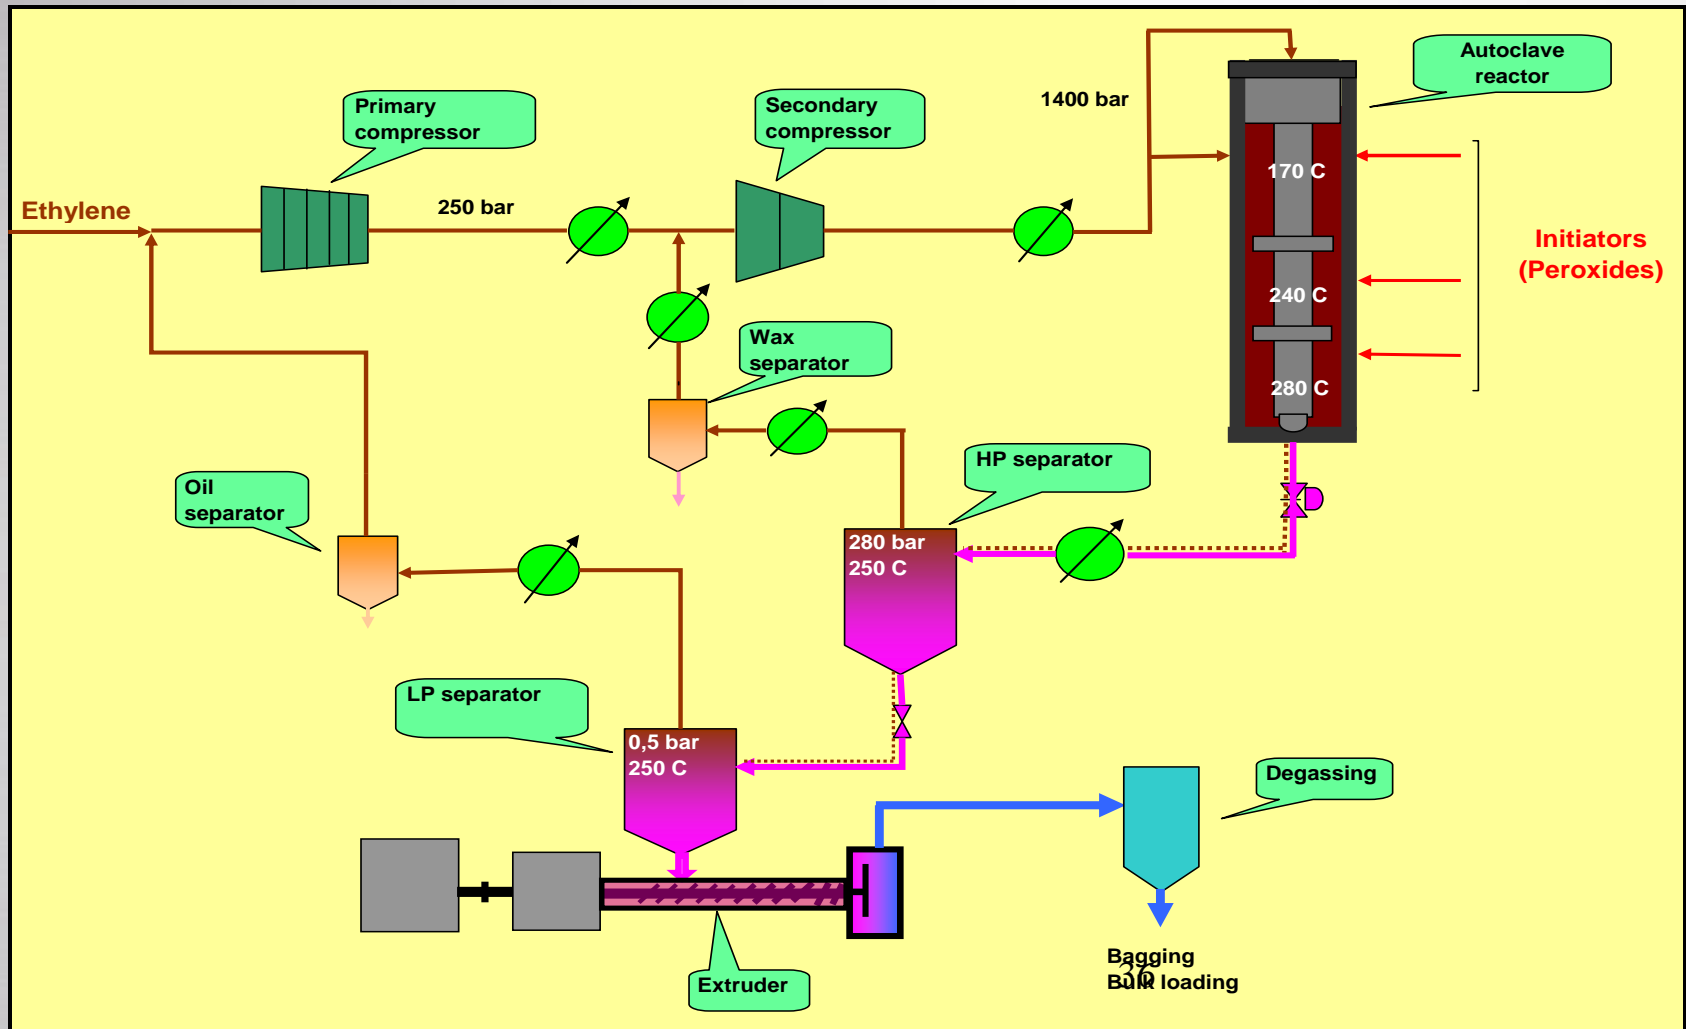 Autoclave
reactor
1400 bar
Primary
compressor
Secondary
compressor
170 C
Ethylene
250 bar
Initiators
(Peroxides)
240 C
Wax
separator
280 C
HP separator
Oil
separator
280 bar
250 C
LP separator
0,5 bar
250 C
Degassing
Extruder
Bagging
Bulk loading
36